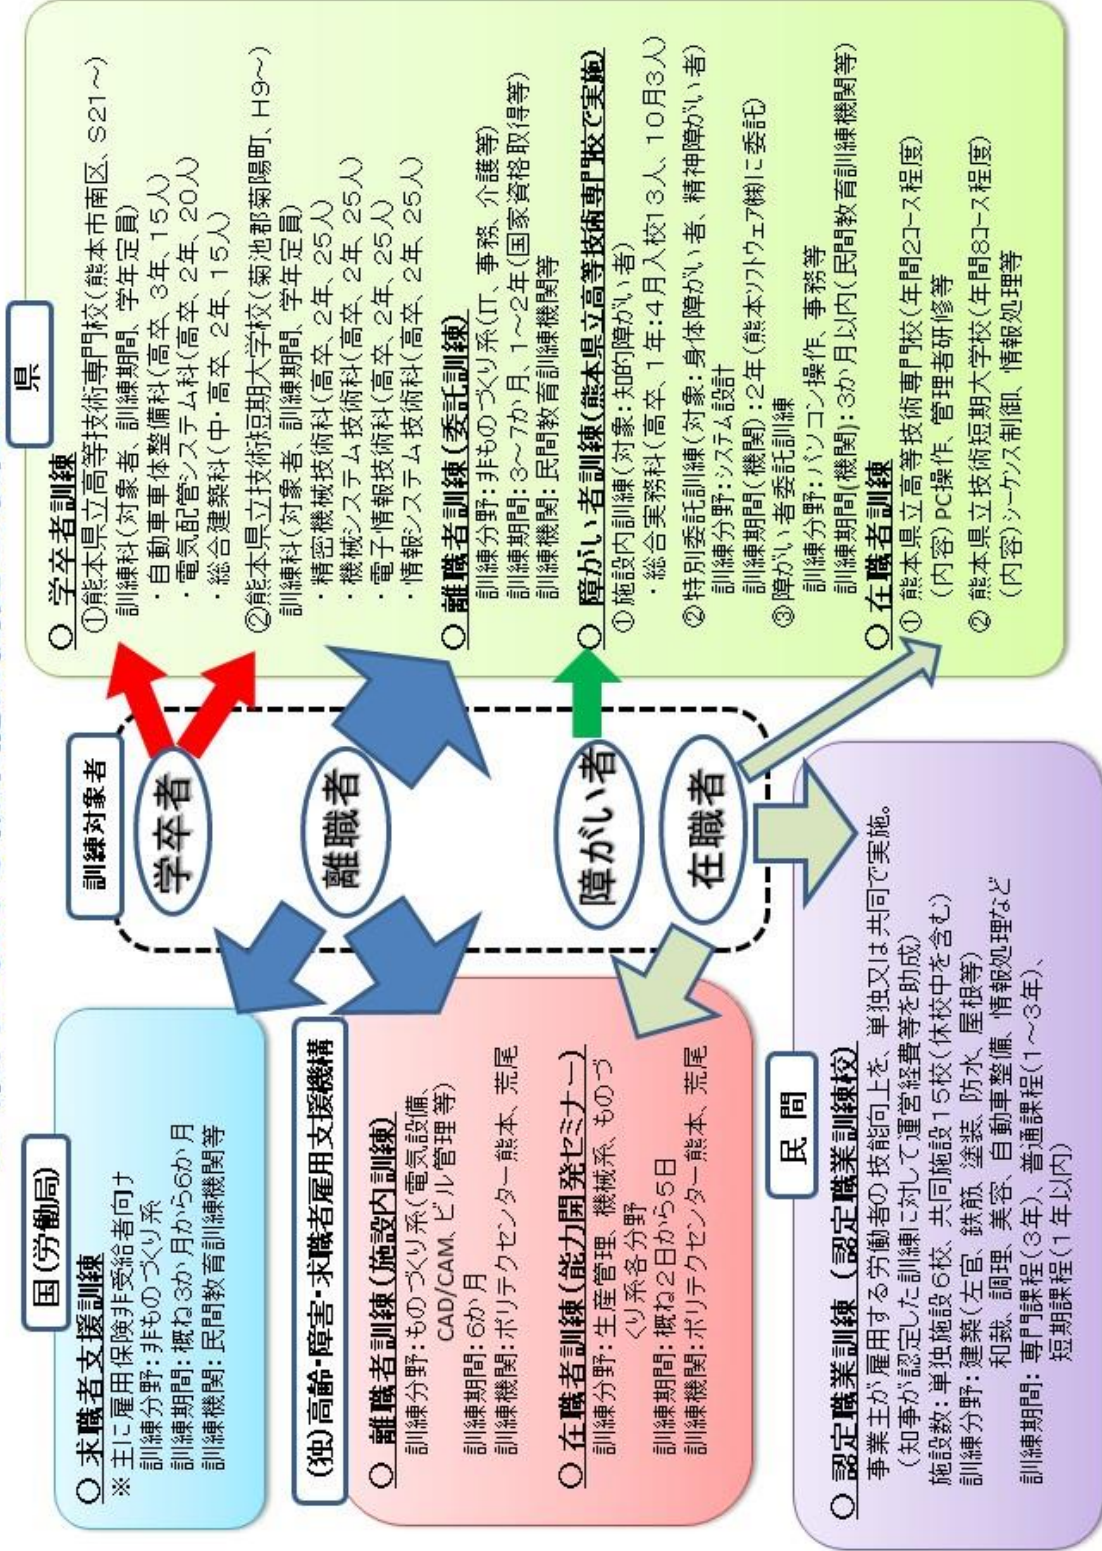 国(労働局)
○ 求職者支援訓練
※主に雇用保険非受給者向け
訓練分野：非ものづくり系
訓練期間：概ね3か月から6か月
訓練機関：民間教育訓練機関等
(独)高齢・障害・求職者雇用支援機構
○ 離職者訓練(施設内訓練)
訓練分野：ものづくり系(電気設備、
CAD/CAM、ビル管理等)
訓練期間：6か月
訓練機関：ポリテクセンター熊本、荒尾
○ 在職者訓練(能力開発セミナー)
訓練分野：生産管理、機械系、ものづ
くり系各分野
訓練期間：概ね2日から5日
訓練機関：ポリテクセンター熊本、荒尾
民 間
○ 認定職業訓練 (認定職業訓練校)
事業主が雇用する労働者の技能向上を、単独又は共同で実施。
(知事が認定した訓練に対して運営経費等を助成)
施設数：単独施設6校、共同施設15校(休校中を含む)
訓練分野：建築(左官、鉄筋、塗装、防水、屋根等)
和裁、調理、美容、自動車整備、情報処理など
訓練期間：専門課程(3年)、普通課程(1～3年)、
短期課程(1年以内)
訓練対象者
学卒者
離職者
障がい者
在職者
県
○ 学卒者訓練
①熊本県立高等技術専門校(熊本市南区、S21～)
訓練科(対象者、訓練期間、学年定員)
・自動車車体整備科(高卒、3年、15人)
・電気配管システム科(高卒、2年、20人)
・総合建築科(中・高卒、2年、15人)
②熊本県立技術短期大学校(菊池郡菊陽町、H9～)
訓練科(対象者、訓練期間、学年定員)
・精密機械技術科(高卒、2年、25人)
・機械システム技術科(高卒、2年、25人)
・電子情報技術科(高卒、2年、25人)
・情報システム技術科(高卒、2年、25人)
○ 離職者訓練(委託訓練)
訓練分野：非ものづくり系(IT、事務、介護等)
訓練期間：3～7か月、1～2年(国家資格取得等)
訓練機関：民間教育訓練機関等
○ 障がい者訓練(熊本県立高等技術専門校で実施)
①施設内訓練(対象：知的障がい者)
・総合実務科(高卒、1年：4月入校13人、10月3人)
②特別委託訓練(対象：身体障がい者、精神障がい者)
訓練分野：システム設計
訓練期間(機関)：2年(熊本ソフトウェア㈱に委託)
③障がい者委託訓練
訓練分野：パソコン操作、事務等
訓練期間(機関)：3か月以内(民間教育訓練機関等)
○ 在職者訓練
① 熊本県立高等技術専門校(年間2コース程度)
(内容)PC操作、管理者研修等
② 熊本県立技術短期大学校(年間8コース程度)
(内容)シーケンス制御、情報処理等